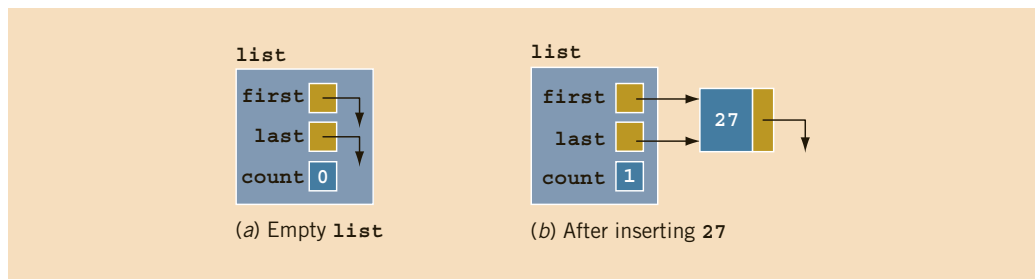 list
first
last
count 0
(a) Empty list
list
first
last
count 1
27
(b) After inserting 27